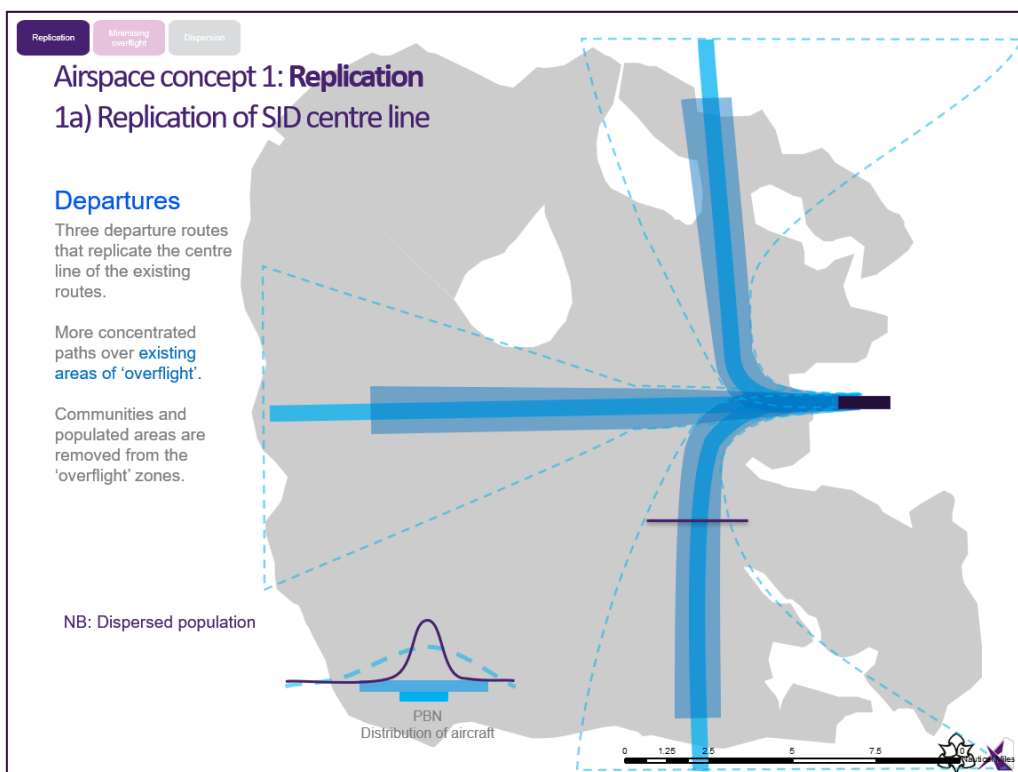 Replication
Minimising
overflight
Dispersion
Airspace concept 1: Replication
1a) Replication of SID centre line
Departures
Three departure routes
that replicate the centre
line of the existing
routes.
More concentrated
paths over existing
areas of ‘overflight’.
Communities and
populated areas are
removed from the
‘overflight’ zones.
NB: Dispersed population
PBN
Distribution of aircraft
0 1.25 2.5 5 7.5
Nautical Miles